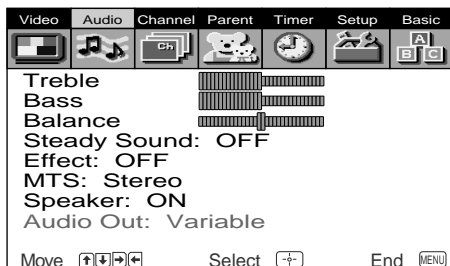 Video Audio Channel Parent Timer Setup Basic
Ch A B C
Treble
Bass
Balance
Steady Sound: OFF
Effect: OFF
MTS: Stereo
Speaker: ON
Audio Out: Variable
Move Select End MENU